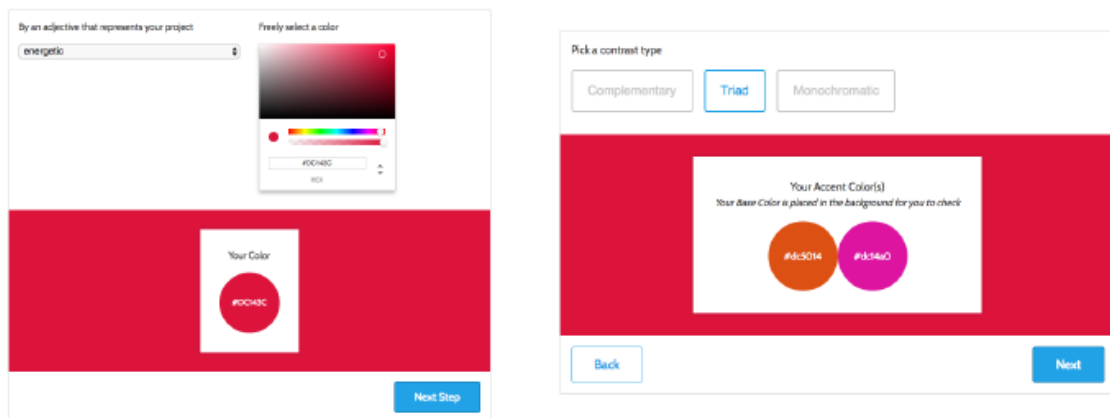 By an adjective that represents your project
energetic
Freely select a color
#DC143C
HEX
Your Color
#DC143C
Next Step
Pick a contrast type
Complementary
Triad
Monochromatic
Your Accent Color(s)
Your Base Color is placed in the background for you to check
#dc5014
#dc14a0
Back
Next